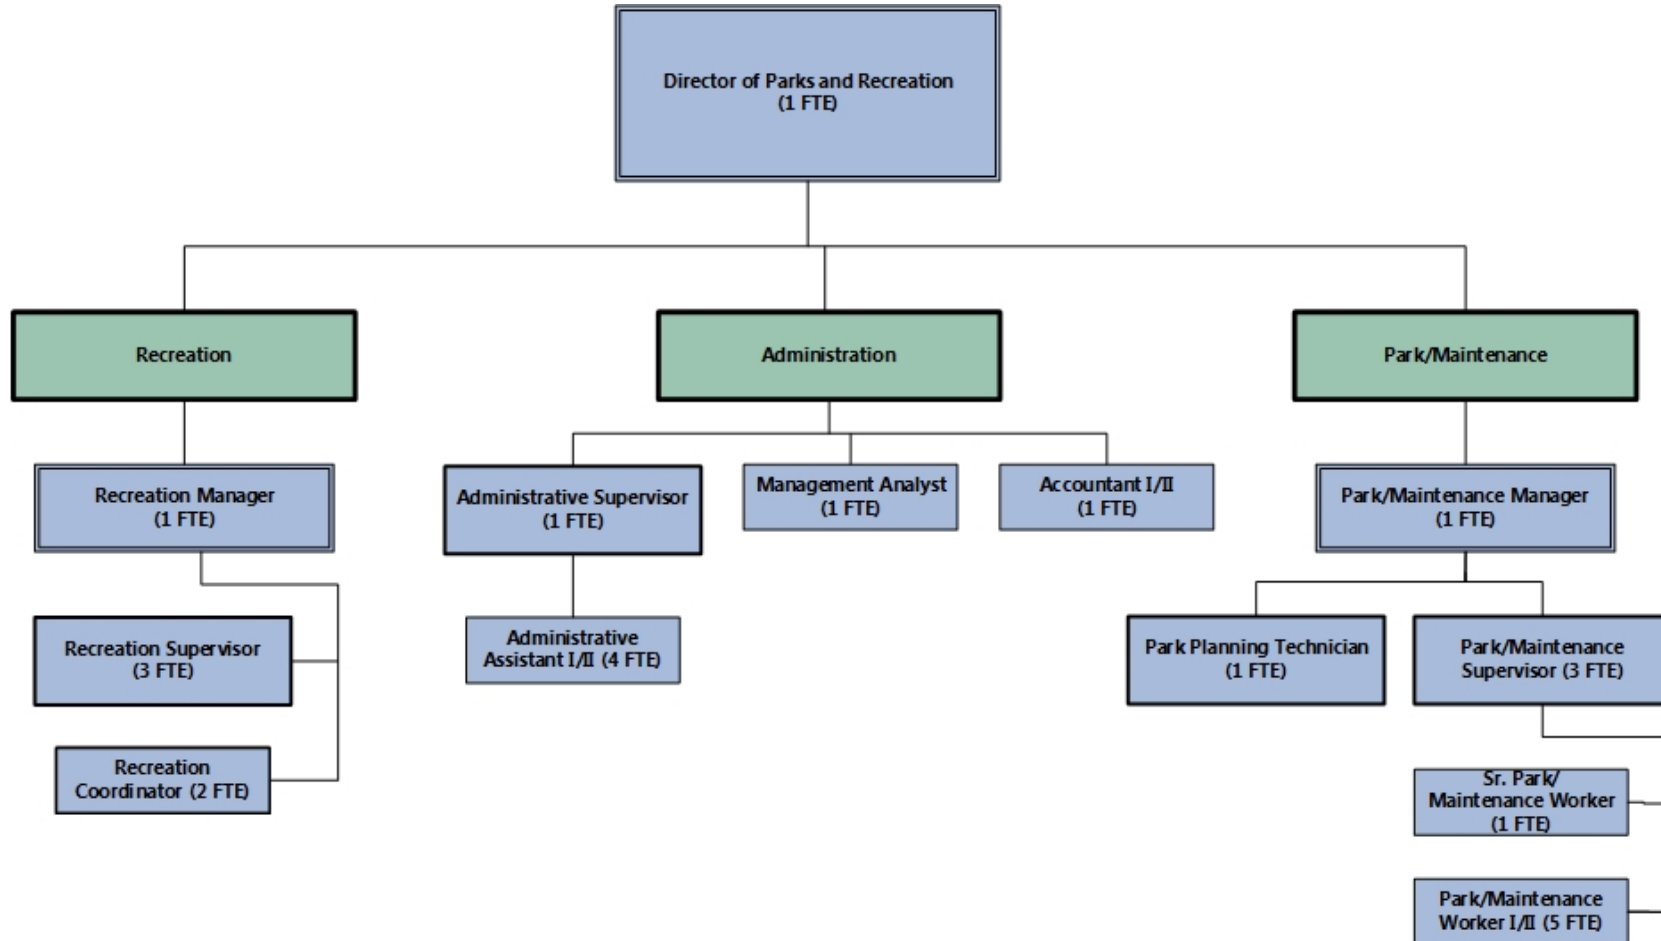 Director of Parks and Recreation
(1 FTE)
Recreation
Administration
Park/Maintenance
Recreation Manager
(1 FTE)
Administrative Supervisor
(1 FTE)
Management Analyst
(1 FTE)
Accountant I/II
(1 FTE)
Park/Maintenance Manager
(1 FTE)
Recreation Supervisor
(3 FTE)
Administrative
Assistant I/II (4 FTE)
Park Planning Technician
(1 FTE)
Park/Maintenance
Supervisor (3 FTE)
Recreation
Coordinator (2 FTE)
Sr. Park/
Maintenance Worker
(1 FTE)
Park/Maintenance
Worker I/II (5 FTE)